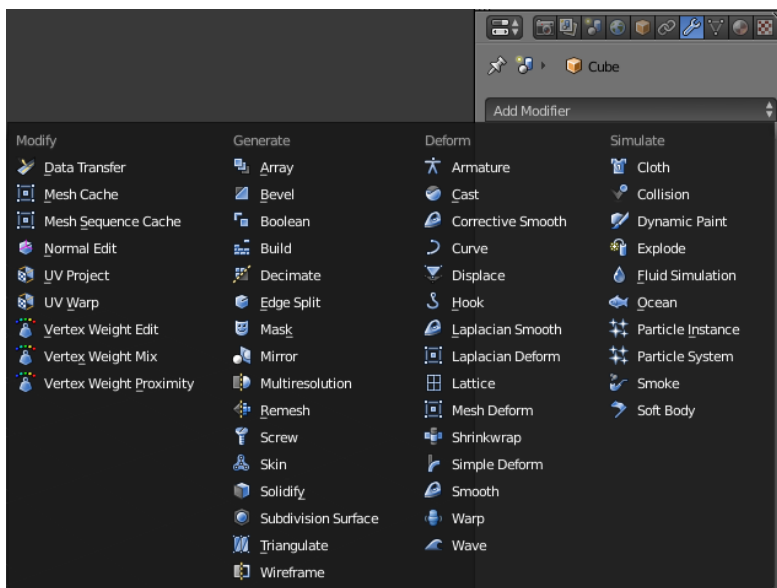 Cube
Add Modifier
Modify
Data Transfer
Mesh Cache
Mesh Sequence Cache
Normal Edit
UV Project
UV Warp
Vertex Weight Edit
Vertex Weight Mix
Vertex Weight Proximity
Generate
Array
Bevel
Boolean
Build
Decimate
Edge Split
Mask
Mirror
Multiresolution
Remesh
Screw
Skin
Solidify
Subdivision Surface
Triangulate
Wireframe
Deform
Armature
Cast
Corrective Smooth
Curve
Displace
Hook
Laplacian Smooth
Laplacian Deform
Lattice
Mesh Deform
Shrinkwrap
Simple Deform
Smooth
Warp
Wave
Simulate
Cloth
Collision
Dynamic Paint
Explode
Fluid Simulation
Ocean
Particle Instance
Particle System
Smoke
Soft Body